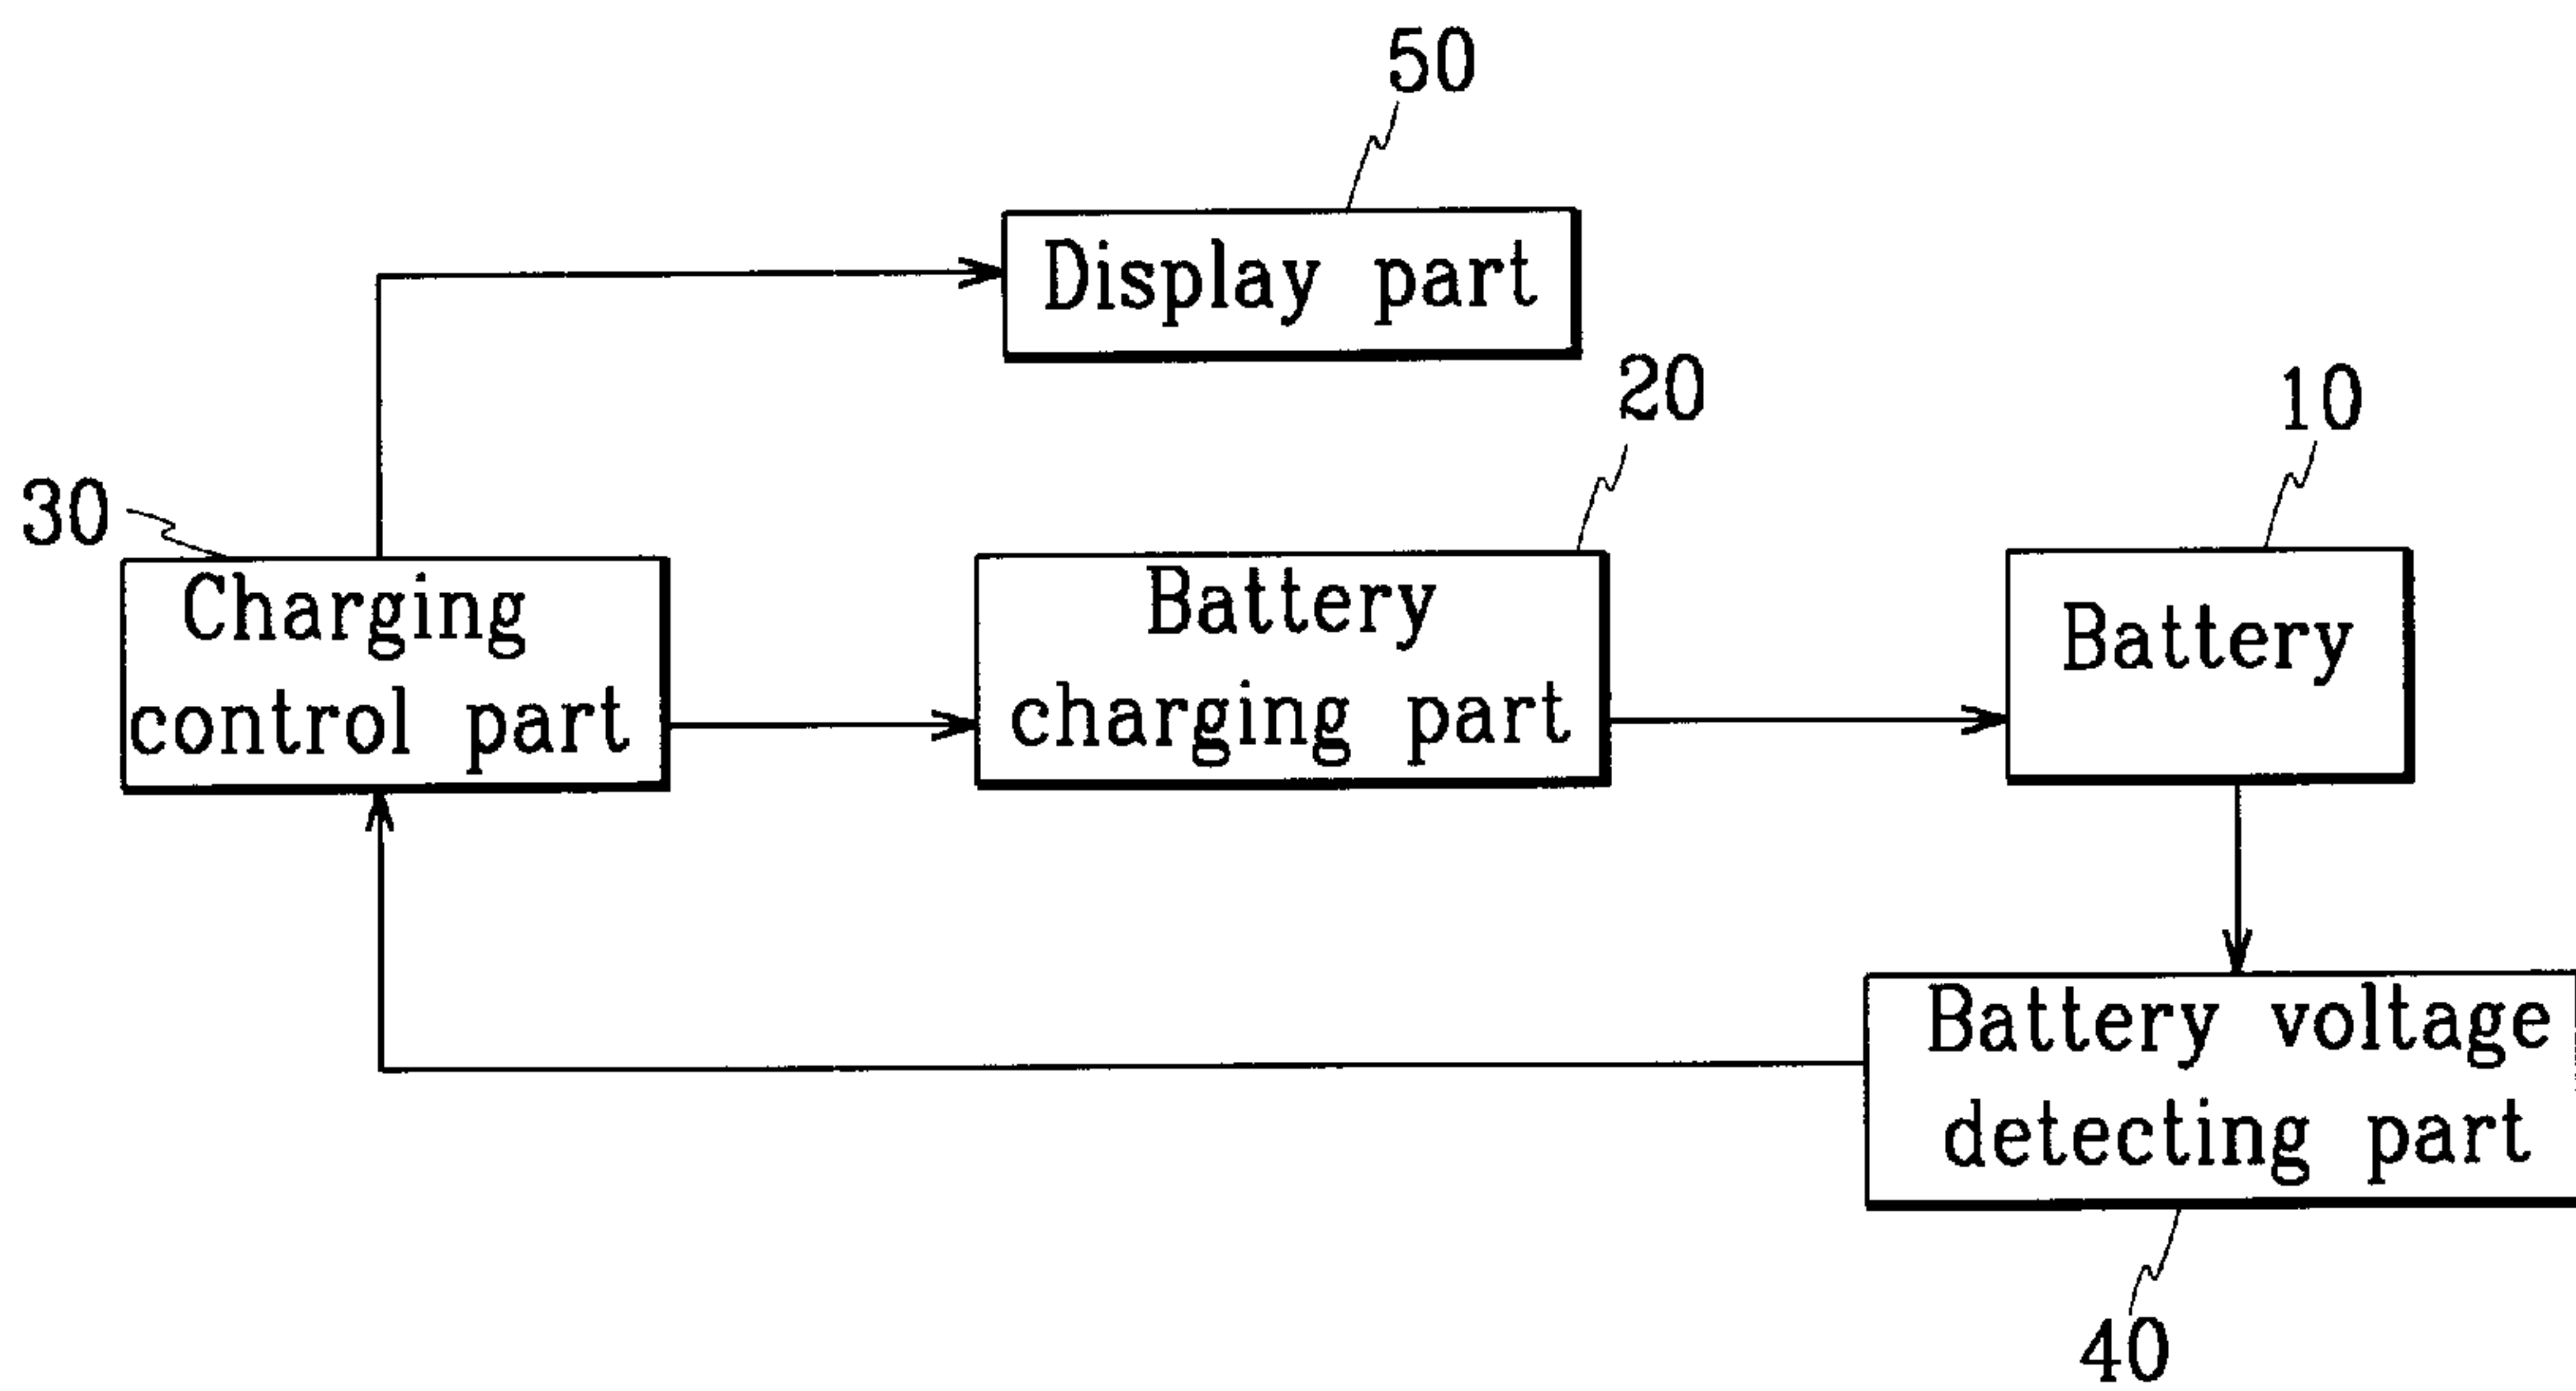 50
Display part
20
10
30
Charging
control part
Battery
charging part
Battery
Battery voltage
detecting part
40